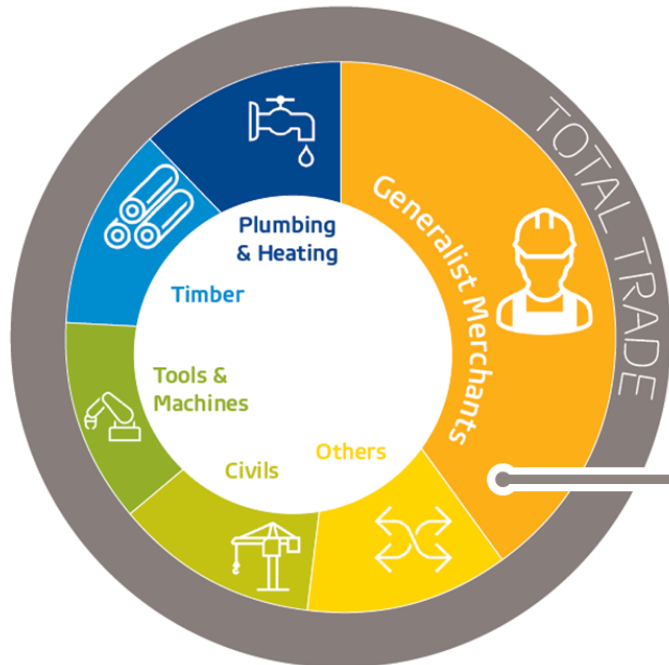 TOTAL TRADE
Generalist Merchants
Plumbing
& Heating
Timber
Tools &
Machines
Civils
Others